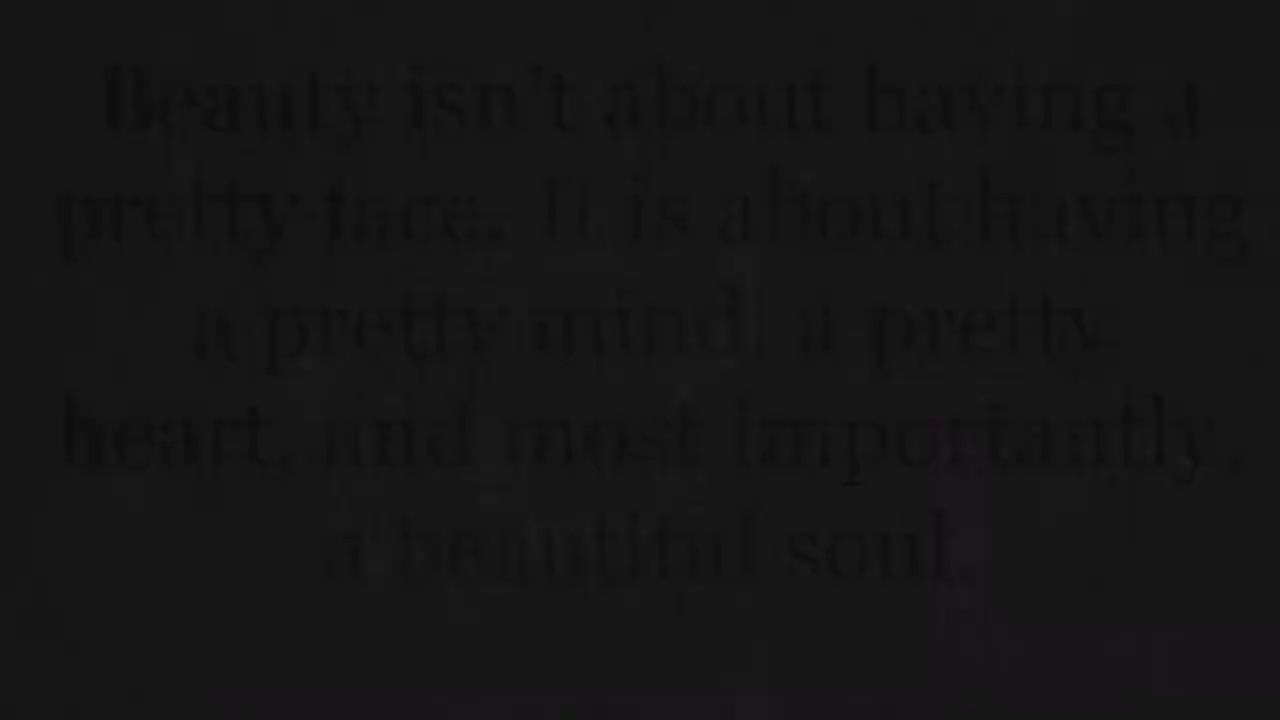 Beauty isn't about having a
pretty face. It is about having
a pretty mind, a pretty
heart, and most importantly,
a beautiful soul.